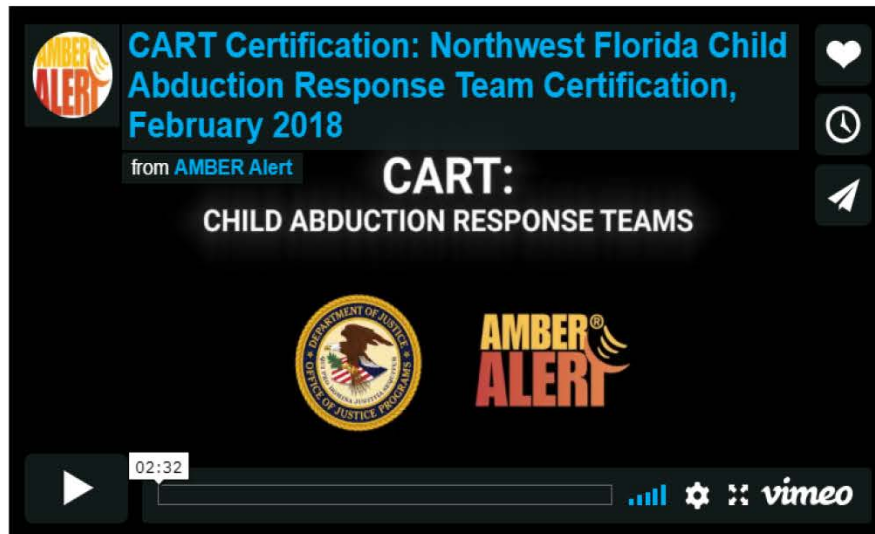 AMBER
ALERT
CART Certification: Northwest Florida Child
Abduction Response Team Certification,
February 2018
from AMBER Alert
CART:
CHILD ABDUCTION RESPONSE TEAMS
DEPARTMENT OF JUSTICE
OFFICE OF JUSTICE PROGRAMS
AMBER®
ALERT
02:32
vimeo